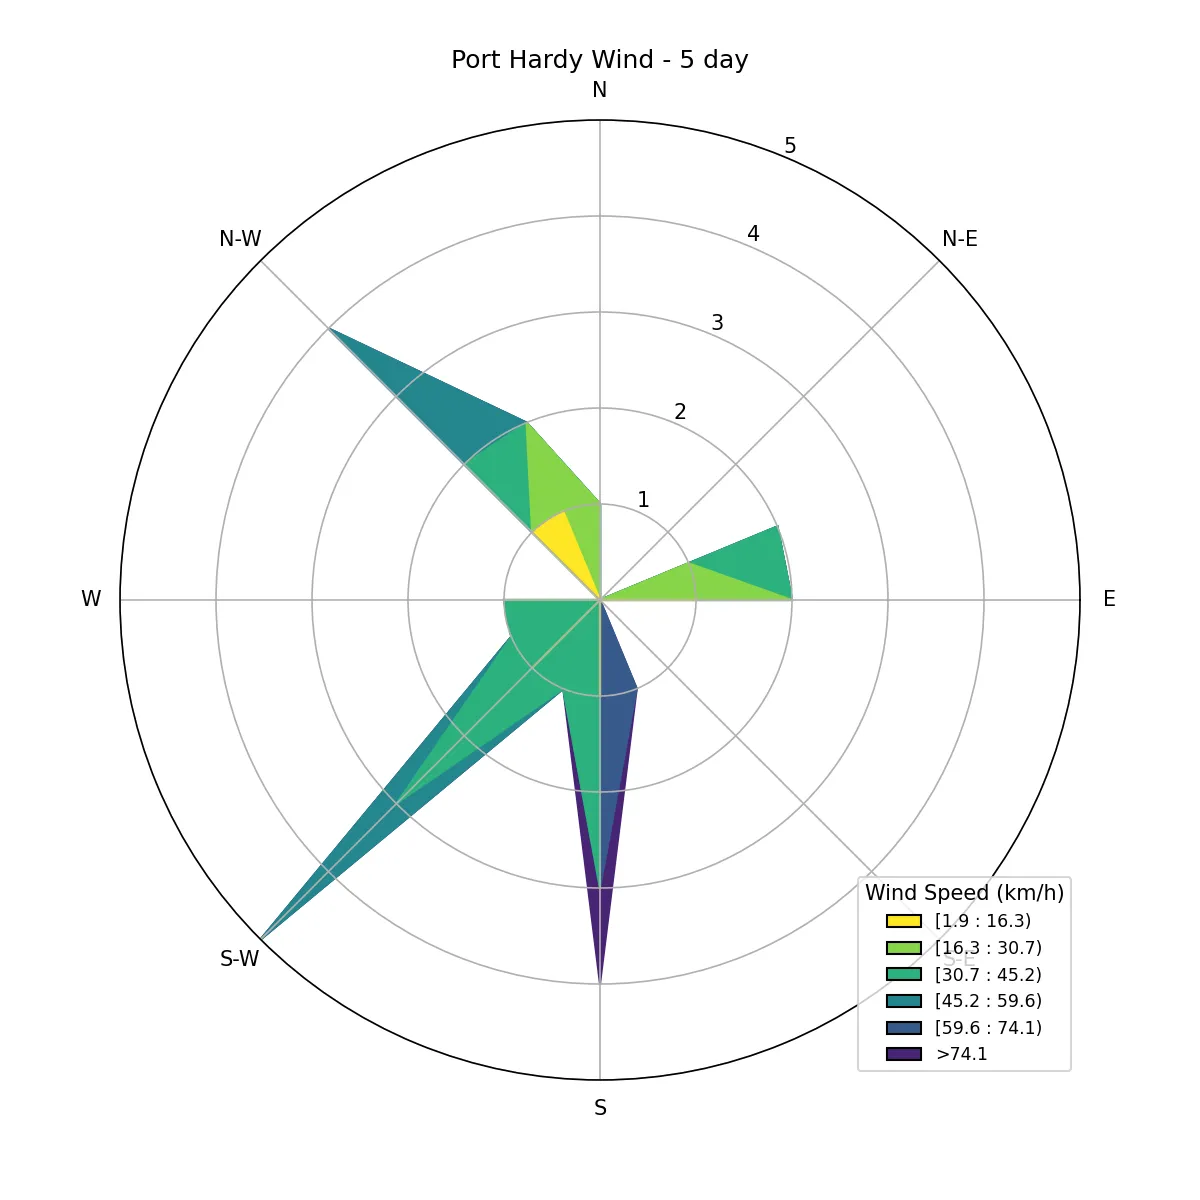 Port Hardy Wind - 5 day
N
5
N-W
N-E
4
3
2
1
W
E
S-W
S-E
S
Wind Speed (km/h)
[1.9 : 16.3)
[16.3 : 30.7)
[30.7 : 45.2)
[45.2 : 59.6)
[59.6 : 74.1)
>74.1